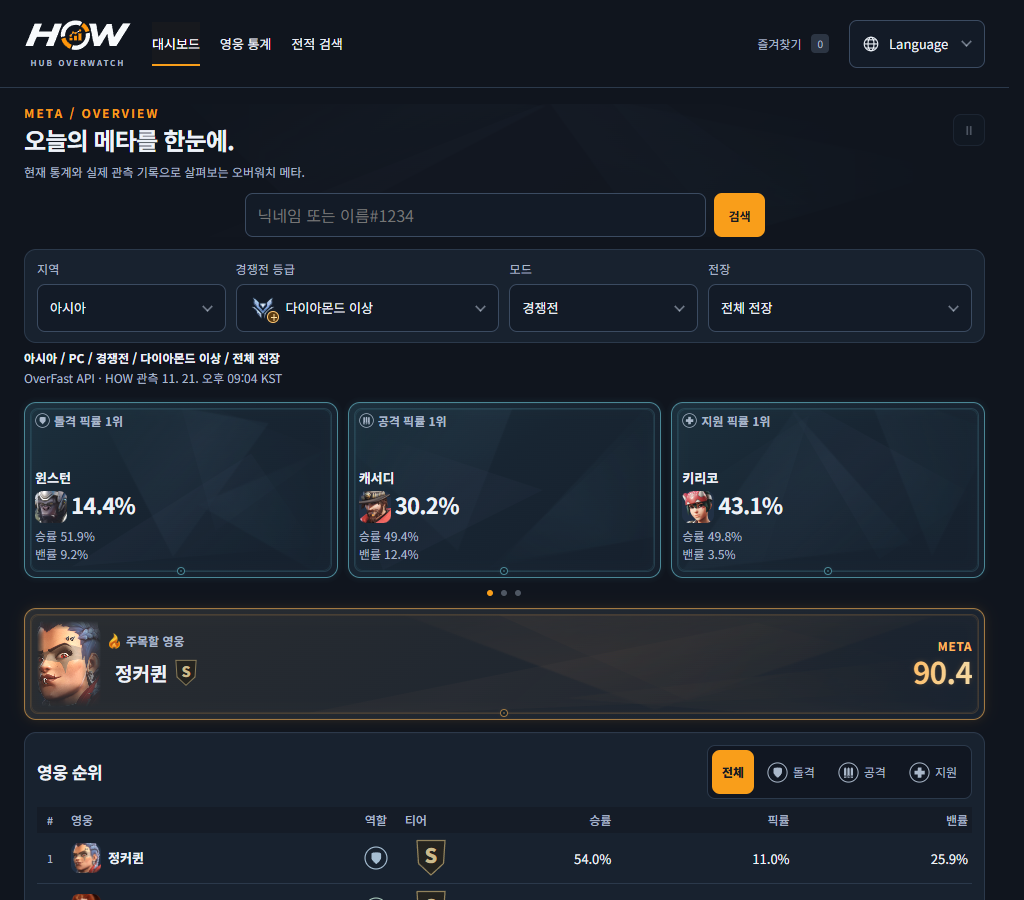 HOW
HUB OVERWATCH
대시보드
영웅 통계
전적 검색
즐겨찾기 0
Language
META / OVERVIEW
오늘의 메타를 한눈에.
현재 통계와 실제 관측 기록으로 살펴보는 오버워치 메타.
닉네임 또는 이름#1234
검색
지역
경쟁전 등급
모드
전장
아시아
다이아몬드 이상
경쟁전
전체 전장
아시아 / PC / 경쟁전 / 다이아몬드 이상 / 전체 전장
OverFast API · HOW 관측 11. 21. 오후 09:04 KST
돌격 픽률 1위
윈스턴
14.4%
승률 51.9%
밴률 9.2%
공격 픽률 1위
캐서디
30.2%
승률 49.4%
밴률 12.4%
지원 픽률 1위
키리코
43.1%
승률 49.8%
밴률 3.5%
주목할 영웅
정커퀸 S
META
90.4
영웅 순위
전체
돌격
공격
지원
# 영웅 역할 티어 승률 픽률 밴률
1 정커퀸 S 54.0% 11.0% 25.9%